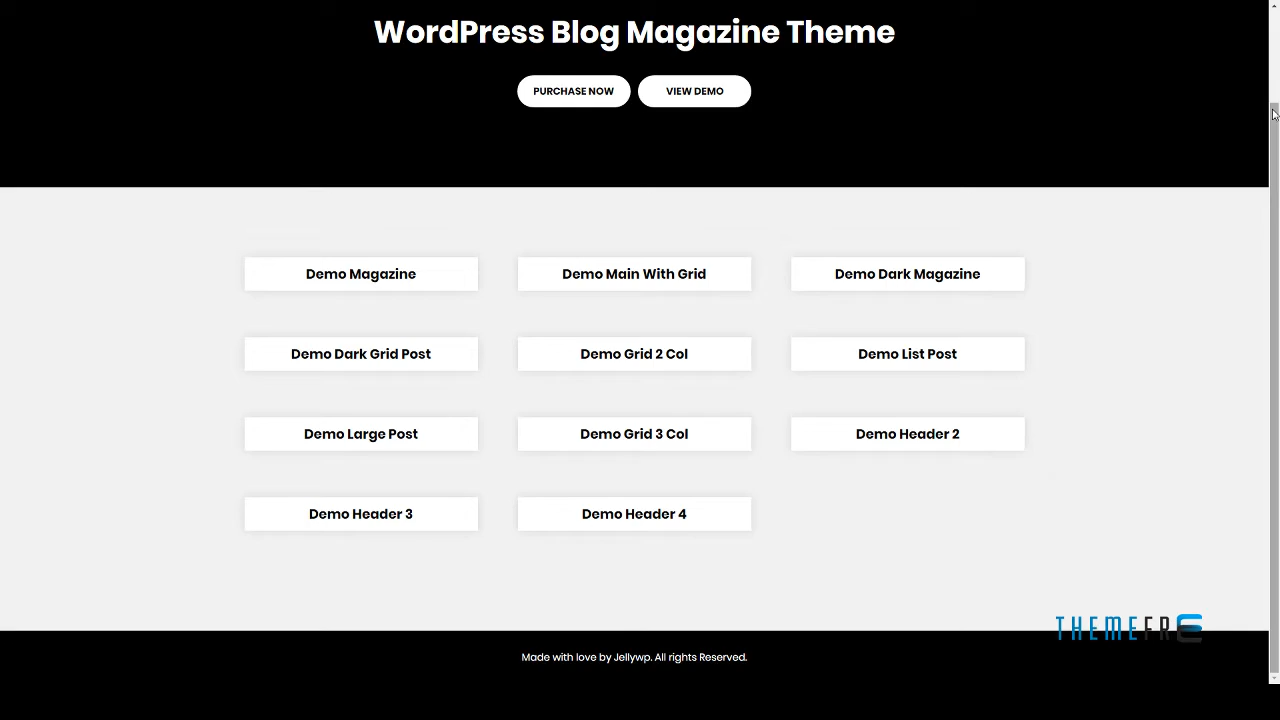 WordPress Blog Magazine Theme
PURCHASE NOW VIEW DEMO
Demo Magazine Demo Main With Grid Demo Dark Magazine
Demo Dark Grid Post Demo Grid 2 Col Demo List Post
Demo Large Post Demo Grid 3 Col Demo Header 2
Demo Header 3 Demo Header 4
THEMEFRE
Made with love by Jellywp. All rights Reserved.